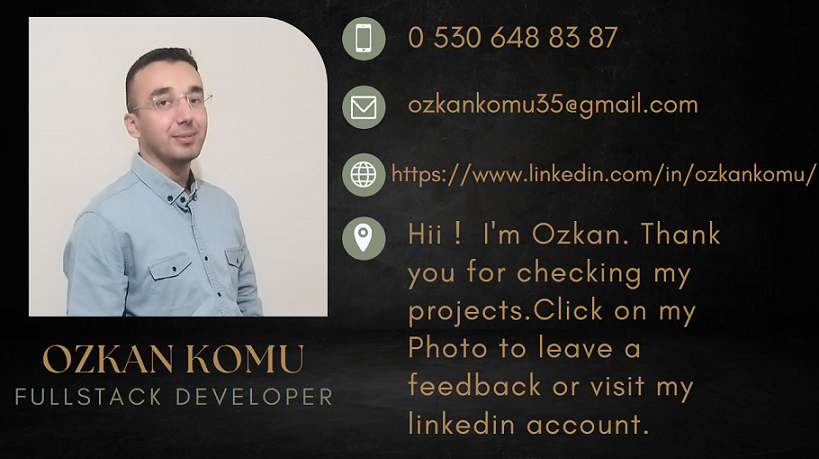 0 530 648 83 87
ozkankomu35@gmail.com
https://www.linkedin.com/in/ozkankomu/
Hii ! I'm Ozkan. Thank
you for checking my
projects.Click on my
Photo to leave a
feedback or visit my
linkedin account.
OZKAN KOMU
FULLSTACK DEVELOPER